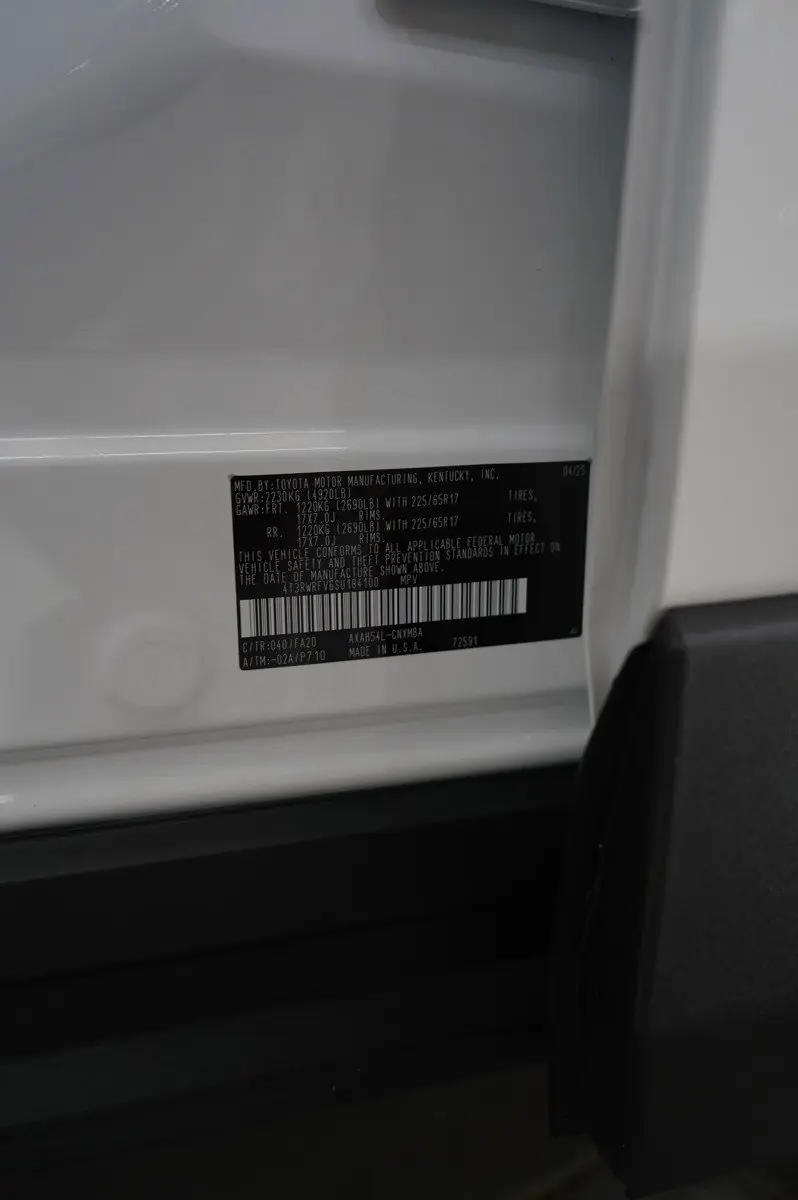 MFD.BY:TOYOTA MOTOR MANUFACTURING, KENTUCKY, INC. 04/25
GVWR:2230KG (4920LB)
GAWR:FRT. 1220KG (2690LB) WITH 225/65R17 TIRES,
17X7.0J RIMS.
RR. 1220KG (2690LB) WITH 225/65R17 TIRES,
17X7.0J RIMS.
THIS VEHICLE CONFORMS TO ALL APPLICABLE FEDERAL MOTOR
VEHICLE SAFETY AND THEFT PREVENTION STANDARDS IN EFFECT ON
THE DATE OF MANUFACTURE SHOWN ABOVE.
4T3RWRFV6SU184100 MPV
C/TR:040/FA20 AXAH54L-CNXMBA 72591
A/TM:-02A/P710 MADE IN U.S.A.